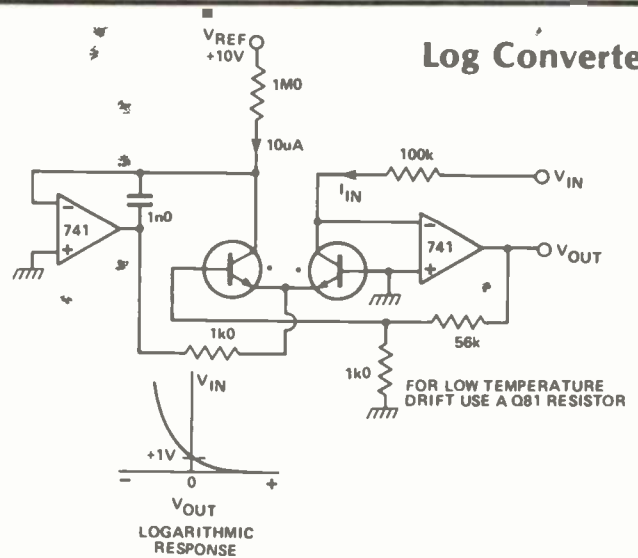 Log Converte
VREF
+10V
1M0
10uA
100k
IIN
VIN
1n0
741
741
VOUT
1k0
56k
1k0
FOR LOW TEMPERATURE
DRIFT USE A Q81 RESISTOR
VIN
+1V
- 0 +
VOUT
LOGARITHMIC
RESPONSE